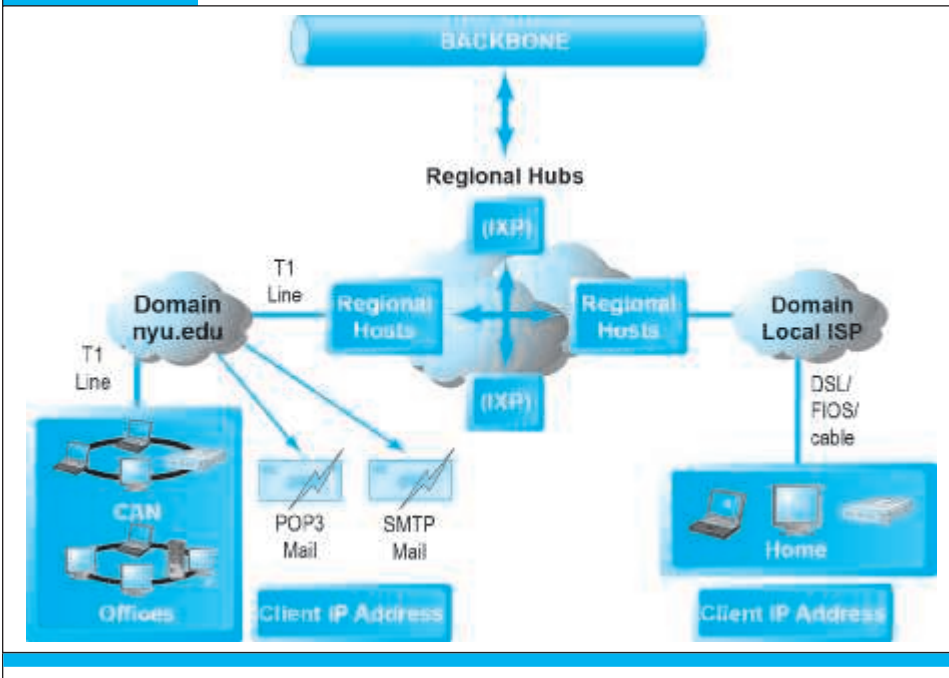 BACKBONE
Regional Hubs
(IXP)
T1
Line
Domain
nyu.edu
Regional
Hosts
Regional
Hosts
Domain
Local ISP
T1
Line
(IXP)
DSL/
FIOS/
cable
CAN
POP3
Mail
SMTP
Mail
Home
Offices
Client IP Address
Client IP Address